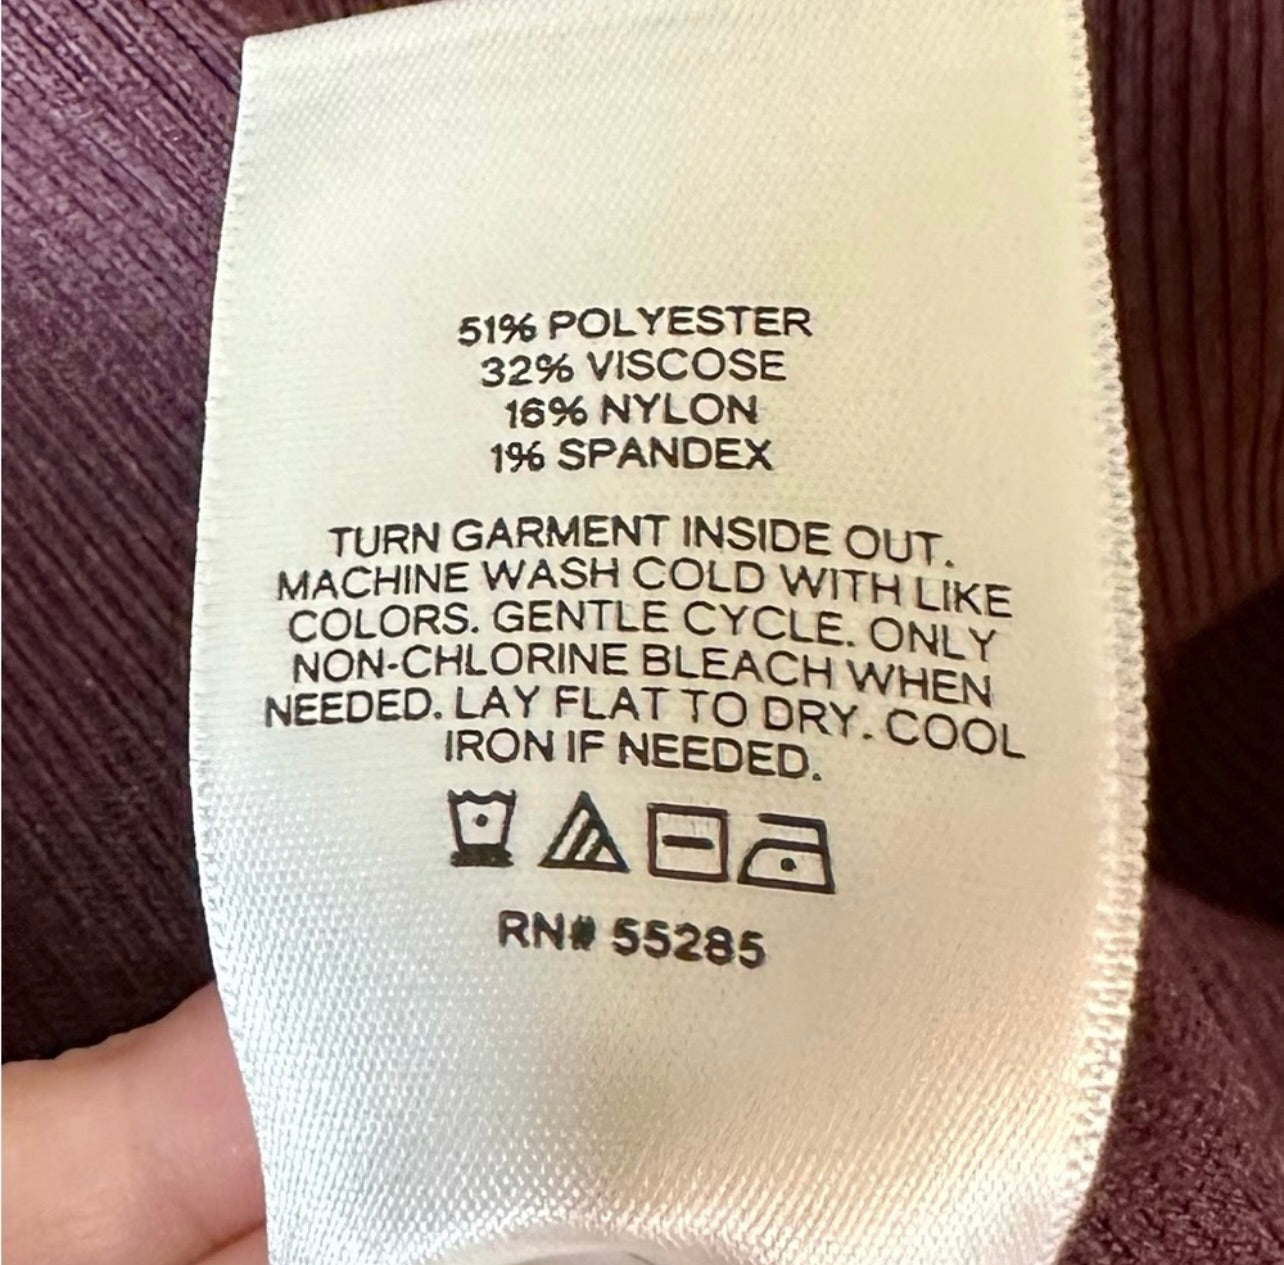 51% POLYESTER
32% VISCOSE
16% NYLON
1% SPANDEX
TURN GARMENT INSIDE OUT.
MACHINE WASH COLD WITH LIKE
COLORS. GENTLE CYCLE. ONLY
NON-CHLORINE BLEACH WHEN
NEEDED. LAY FLAT TO DRY. COOL
IRON IF NEEDED.
RN# 55285